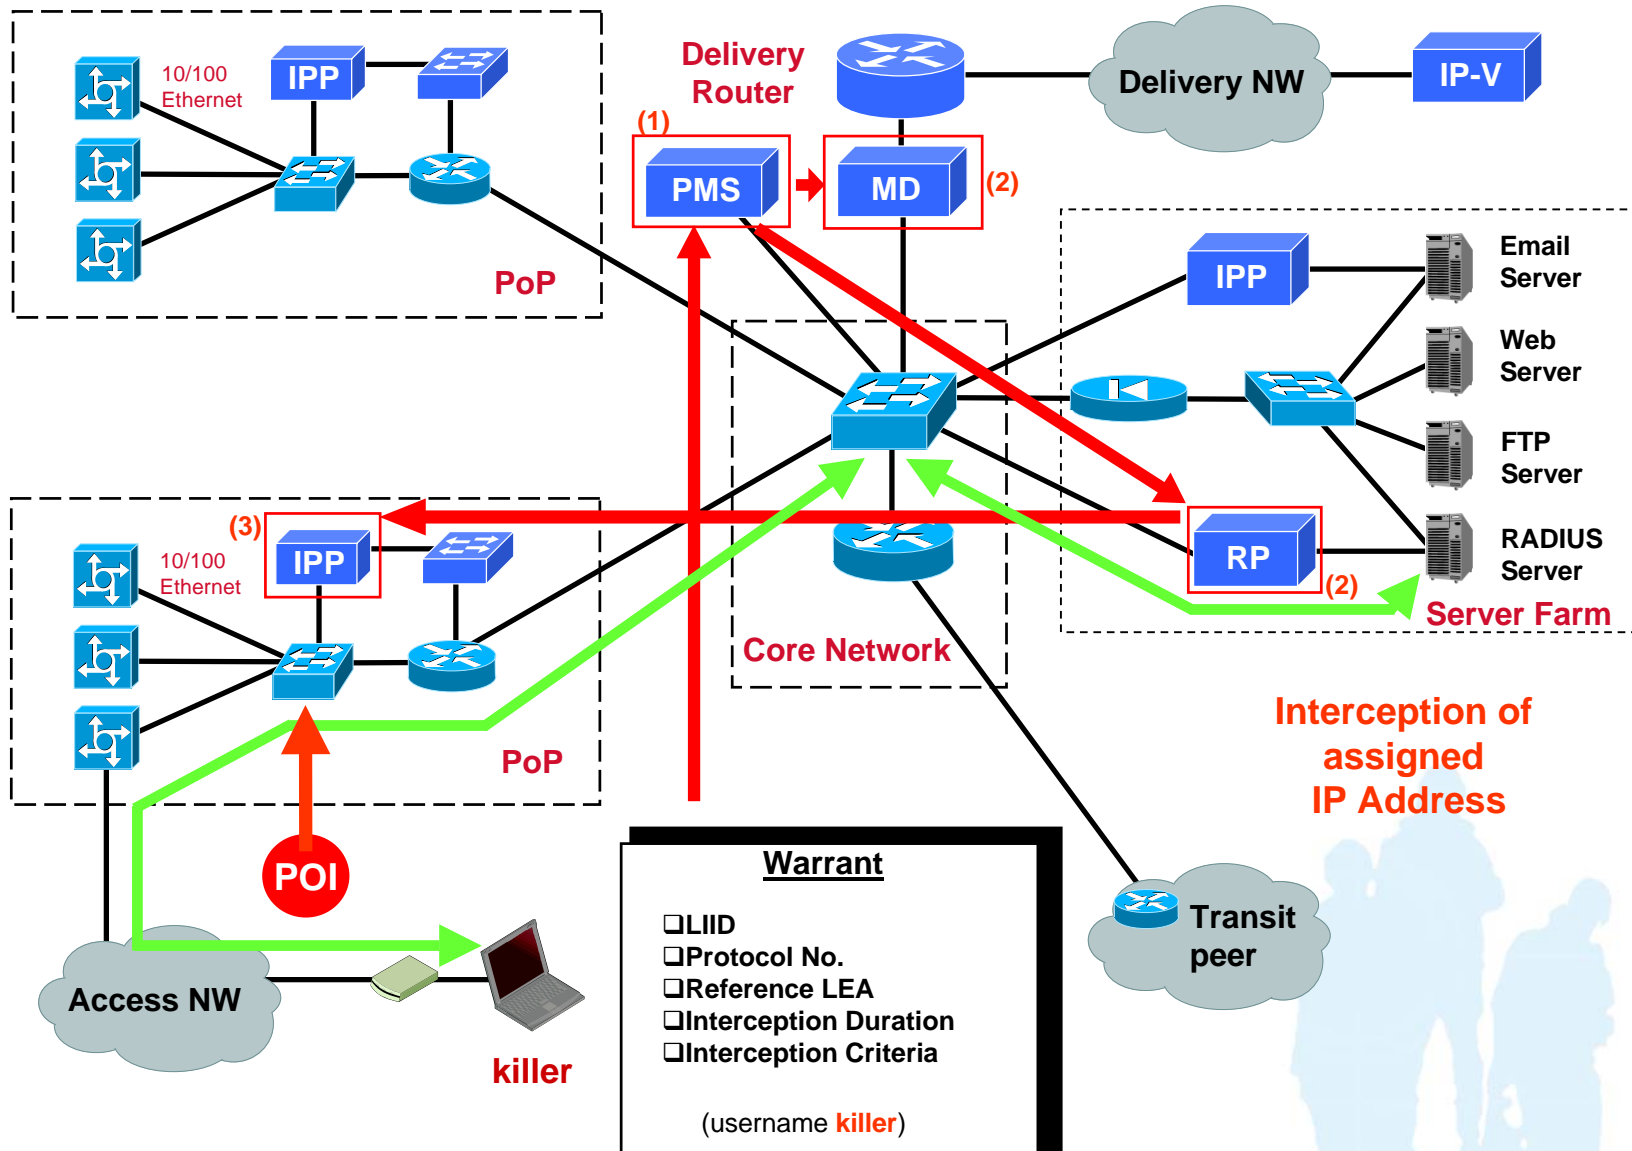 10/100
Ethernet
IPP
PoP
Delivery
Router
(1)
PMS
MD
(2)
Delivery NW
IP-V
IPP
Email
Server
Web
Server
FTP
Server
RADIUS
Server
RP
(2)
Server Farm
Core Network
(3)
10/100
Ethernet
IPP
PoP
POI
Access NW
killer
Warrant
❑LIID
❑Protocol No.
❑Reference LEA
❑Interception Duration
❑Interception Criteria
(username killer)
Transit
peer
Interception of
assigned
IP Address